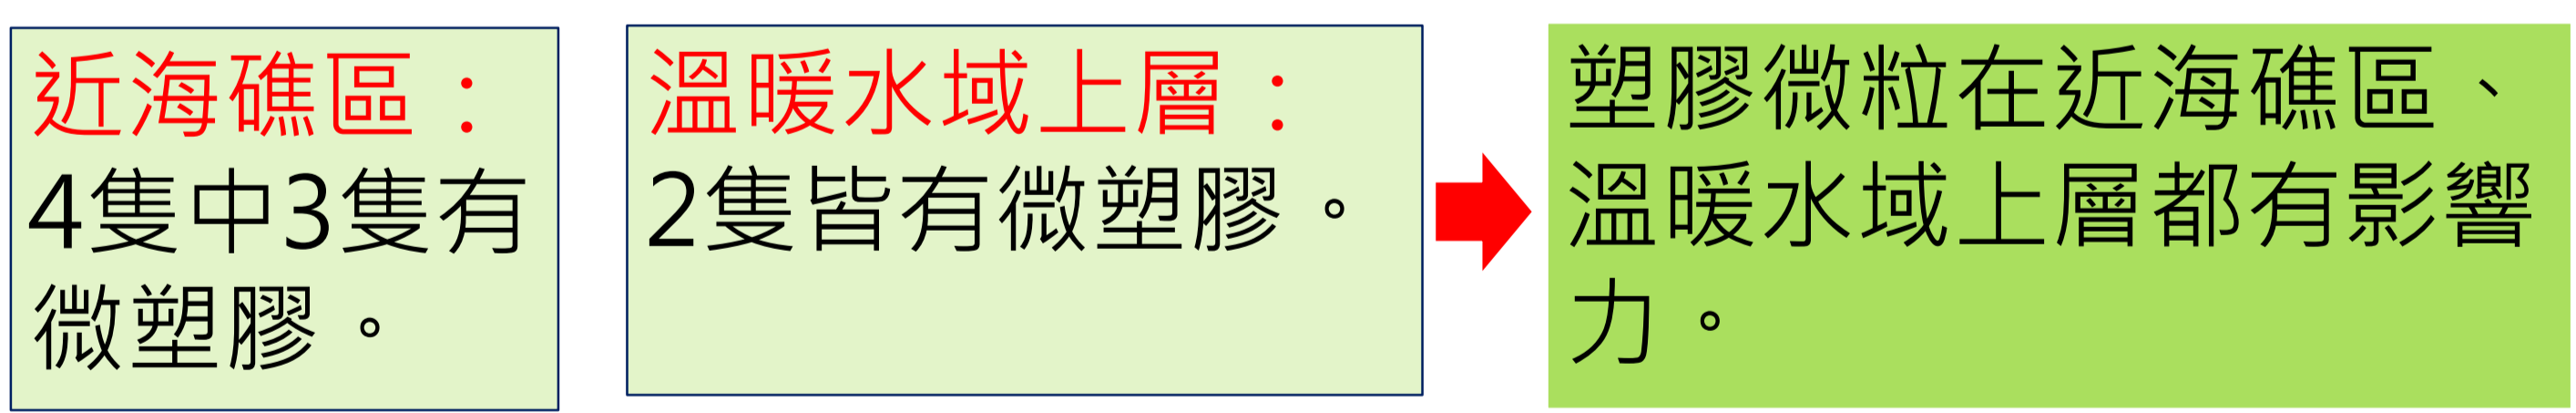 近海礁區：
4隻中3隻有
微塑膠。
溫暖水域上層：
2隻皆有微塑膠。
塑膠微粒在近海礁區、
溫暖水域上層都有影響
力。